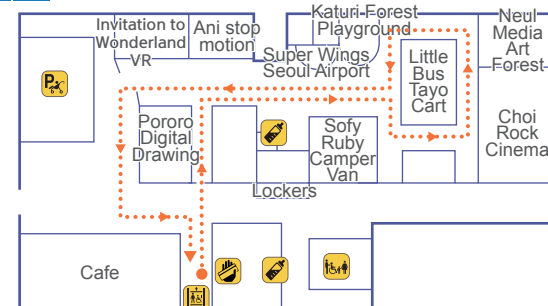 Invitation to
Wonderland
VR
Ani stop
motion
Katuri Forest
Playground
Super Wings
Seoul Airport
Little
Bus
Tayo
Cart
Neul
Media
Art
Forest
Choi
Rock
Cinema
P
Pororo
Digital
Drawing
Sofy
Ruby
Camper
Van
Lockers
Cafe